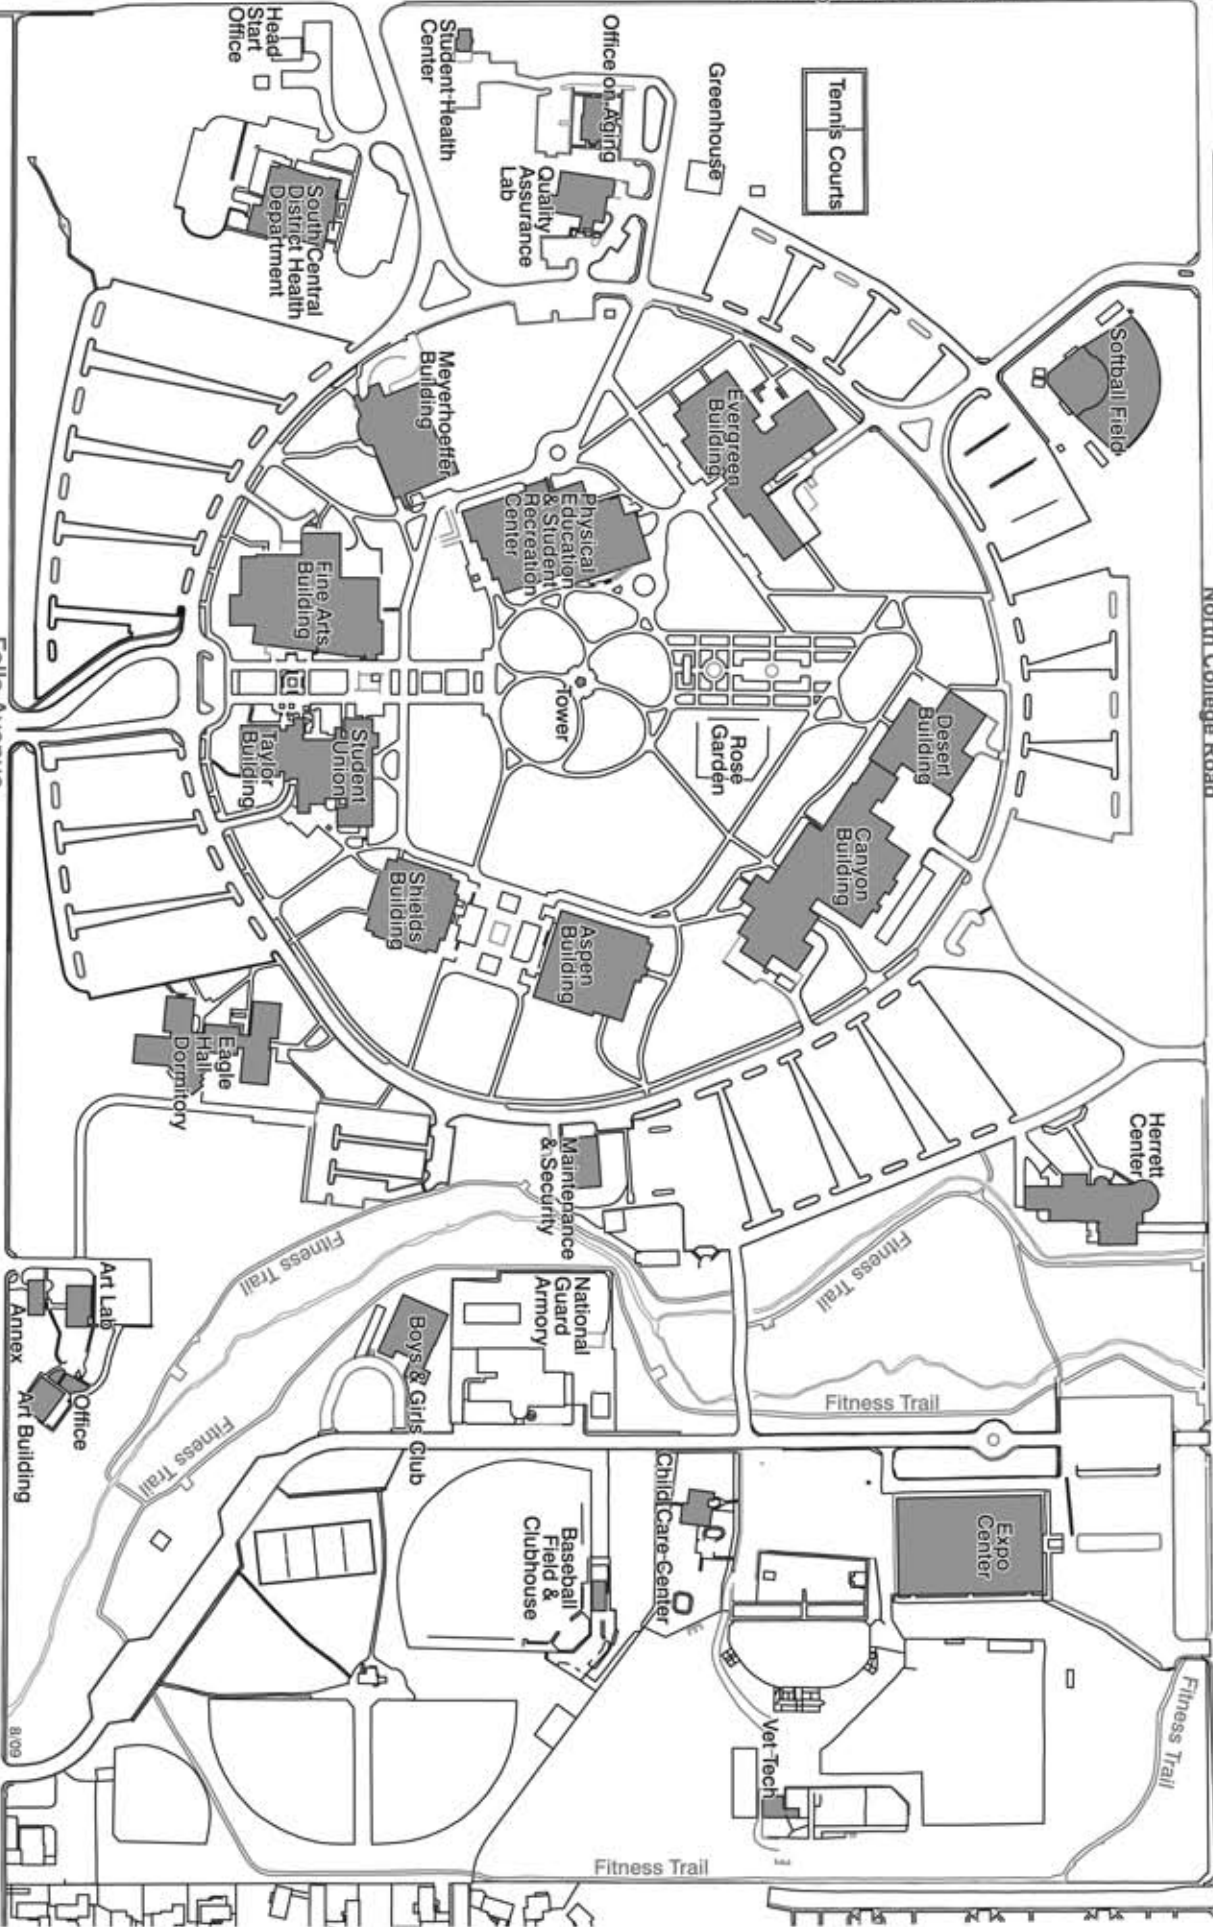 North College Road
Head
Start
Office
Student Health
Center
Office on Aging
Greenhouse
Tennis Courts
Quality
Assurance
Lab
South Central
District Health
Department
Softball Field
Meyerhoeffer
Building
Evergreen
Building
Physical
Education
& Student
Recreation
Center
Fine Arts
Building
Tower
Rose
Garden
Desert
Building
Student
Union
Taylor
Building
Canyon
Building
Shields
Building
Aspen
Building
Eagle
Hall
Dormitory
Maintenance
& Security
Herrett
Center
Fitness Trail
Fitness Trail
Art Lab
Annex
Office
Art Building
National
Guard
Armory
Boys & Girls Club
Fitness Trail
Fitness Trail
Child Care Center
Baseball
Field &
Clubhouse
Expo
Center
Vet Tech
Fitness Trail
Fitness Trail
8/09